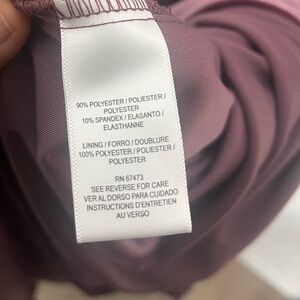 90% POLYESTER / POLIESTER /
POLYESTER
10% SPANDEX / ELASANTO /
ELASTHANNE
LINING / FORRO / DOUBLURE
100% POLYESTER / POLIESTER /
POLYESTER
RN 67473
SEE REVERSE FOR CARE
VER AL DORSO PARA CUIDADO
INSTRUCTIONS D'ENTRETIEN
AU VERSO